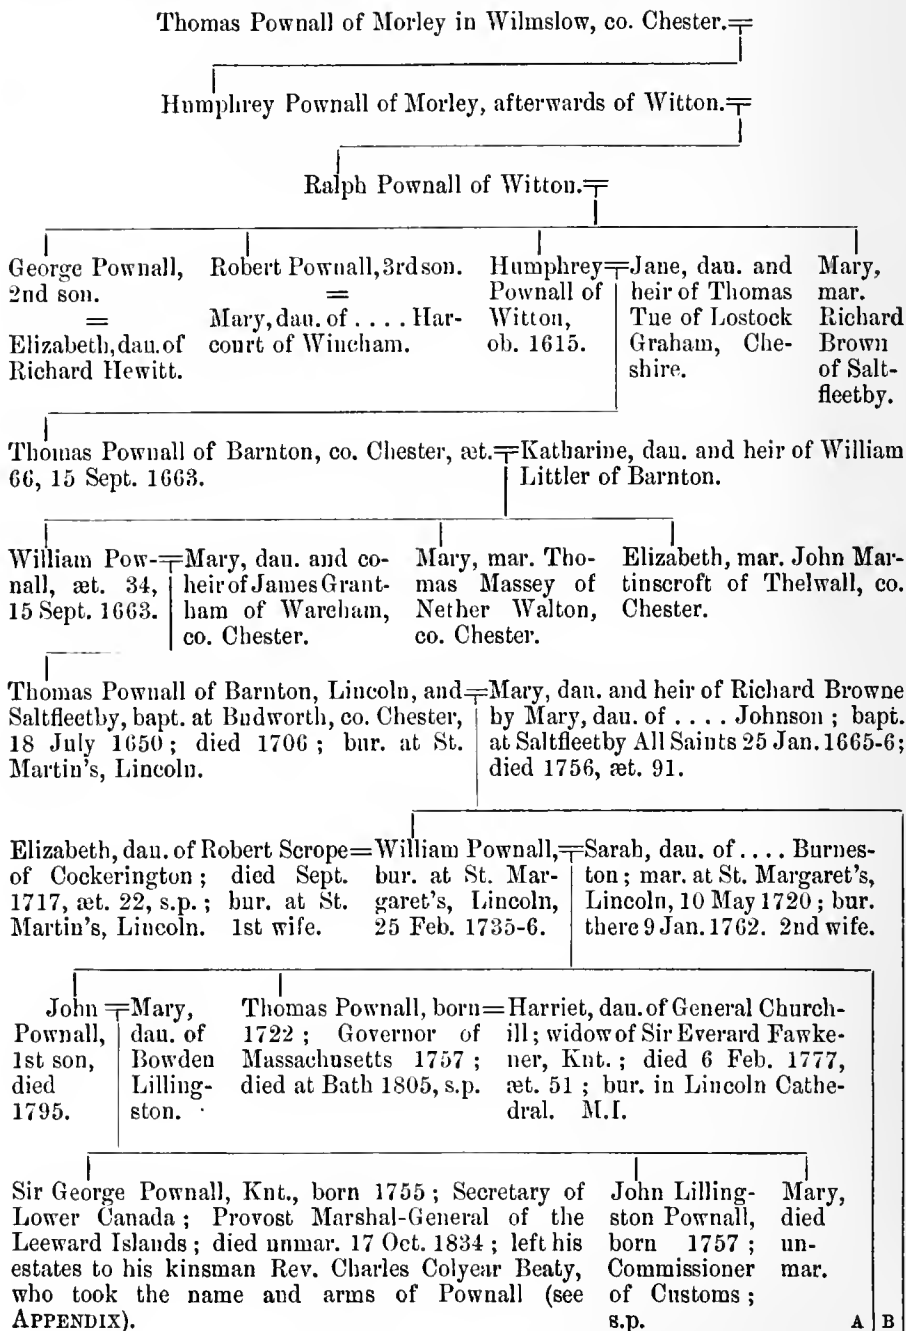 Thomas Pownall of Morley in Wilmslow, co. Chester.
Humphrey Pownall of Morley, afterwards of Witton.
Ralph Pownall of Witton.
George Pownall,
2nd son.
=
Elizabeth, dau. of
Richard Hewitt.
Robert Pownall, 3rd son.
=
Mary, dau. of .... Har-
court of Wincham.
Humphrey
Pownall of
Witton,
ob. 1615.
Jane, dau. and
heir of Thomas
Tue of Lostock
Graham, Che-
shire.
Mary,
mar.
Richard
Brown
of Salt-
fleetby.
Thomas Pownall of Barnton, co. Chester, æt.
66, 15 Sept. 1663.
Katharine, dau. and heir of William
Littler of Barnton.
William Pow-
nall, æt. 34,
15 Sept. 1663.
Mary, dau. and co-
heir of James Grant-
ham of Wareham,
co. Chester.
Mary, mar. Tho-
mas Massey of
Nether Walton,
co. Chester.
Elizabeth, mar. John Mar-
tinscroft of Thelwall, co.
Chester.
Thomas Pownall of Barnton, Lincoln, and
Saltfleetby, bapt. at Budworth, co. Chester,
18 July 1650; died 1706; bur. at St.
Martin's, Lincoln.
Mary, dau. and heir of Richard Browne
by Mary, dau. of .... Johnson; bapt.
at Saltfleetby All Saints 25 Jan. 1665-6;
died 1756, æt. 91.
Elizabeth, dau. of Robert Scrope=
of Cockerington; died Sept.
1717, æt. 22, s.p.; bur. at St.
Martin's, Lincoln. 1st wife.
William Pownall,
bur. at St. Mar-
garet's, Lincoln,
25 Feb. 1735-6.
Sarah, dau. of .... Burnes-
ton; mar. at St. Margaret's,
Lincoln, 10 May 1720; bur.
there 9 Jan. 1762. 2nd wife.
John
Pownall,
1st son,
died
1795.
Mary,
dau. of
Bowden
Lilling-
ston.
Thomas Pownall, born=
1722; Governor of
Massachusetts 1757;
died at Bath 1805, s.p.
Harriet, dau. of General Church-
ill; widow of Sir Everard Fawke-
ner, Knt.; died 6 Feb. 1777,
æt. 51; bur. in Lincoln Cathe-
dral. M.I.
Sir George Pownall, Knt., born 1755; Secretary of
Lower Canada; Provost Marshal-General of the
Leeward Islands; died unmar. 17 Oct. 1834; left his
estates to his kinsman Rev. Charles Colyear Beaty,
who took the name and arms of Pownall (see
APPENDIX).
John Lilling-
ston Pownall,
born 1757;
Commissioner
of Customs;
s.p.
Mary,
died
un-
mar.
A B